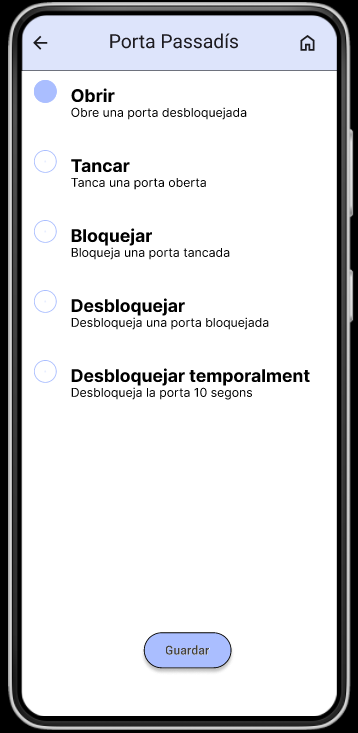 Porta Passadís
Obrir
Obre una porta desbloquejada
Tancar
Tanca una porta oberta
Bloquejar
Bloqueja una porta tancada
Desbloquejar
Desbloqueja una porta bloquejada
Desbloquejar temporalment
Desbloqueja la porta 10 segons
Guardar